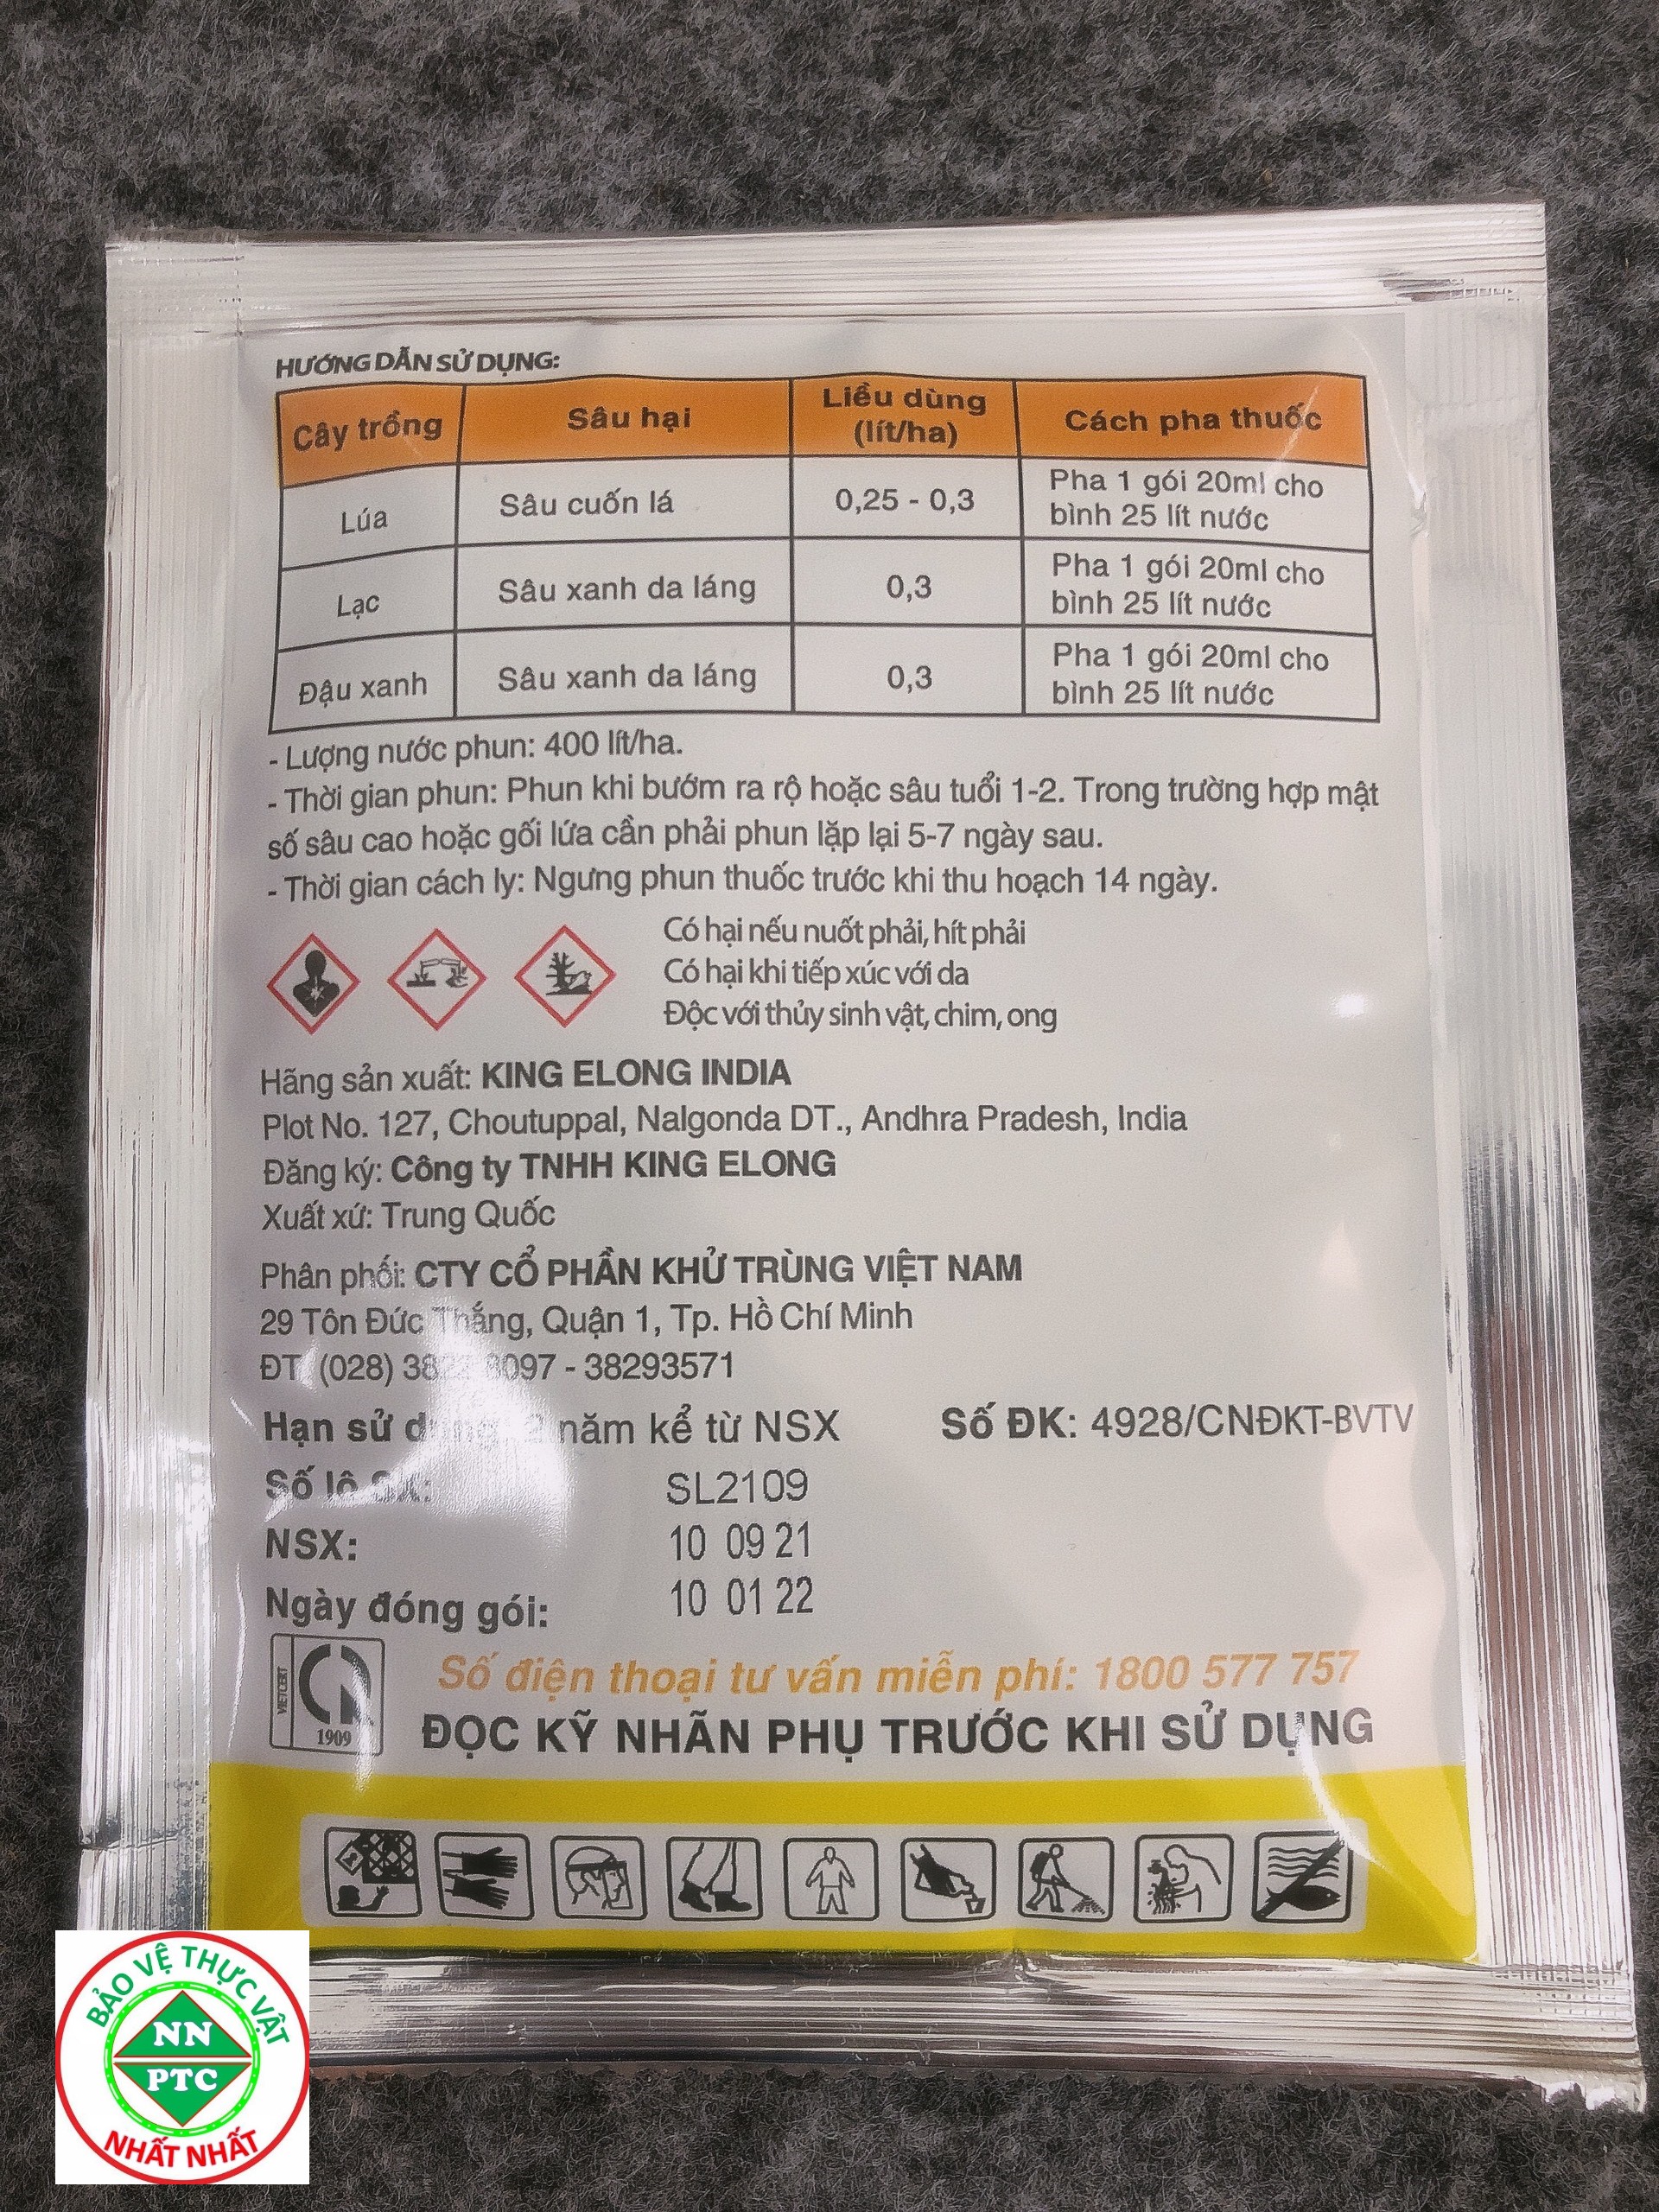 HƯỚNG DẪN SỬ DỤNG:
Cây trồng Sâu hại Liều dùng (lít/ha) Cách pha thuốc
Lúa Sâu cuốn lá 0,25 - 0,3 Pha 1 gói 20ml cho bình 25 lít nước
Lạc Sâu xanh da láng 0,3 Pha 1 gói 20ml cho bình 25 lít nước
Đậu xanh Sâu xanh da láng 0,3 Pha 1 gói 20ml cho bình 25 lít nước
- Lượng nước phun: 400 lít/ha.
- Thời gian phun: Phun khi bướm ra rộ hoặc sâu tuổi 1-2. Trong trường hợp mật
số sâu cao hoặc gối lứa cần phải phun lặp lại 5-7 ngày sau.
- Thời gian cách ly: Ngưng phun thuốc trước khi thu hoạch 14 ngày.
Có hại nếu nuốt phải, hít phải
Có hại khi tiếp xúc với da
Độc với thủy sinh vật, chim, ong
Hãng sản xuất: KING ELONG INDIA
Plot No. 127, Choutuppal, Nalgonda DT., Andhra Pradesh, India
Đăng ký: Công ty TNHH KING ELONG
Xuất xứ: Trung Quốc
Phân phối: CTY CỔ PHẦN KHỬ TRÙNG VIỆT NAM
29 Tôn Đức Thắng, Quận 1, Tp. Hồ Chí Minh
ĐT: (028) - 38293571
Hạn sử dụng: 2 năm kể từ NSX Số ĐK: 4928/CNĐKT-BVTV
Số lô SX: SL2109
NSX: 10 09 21
Ngày đóng gói: 10 01 22
VIETCERT
1909
Số điện thoại tư vấn miễn phí: 1800 577 757
ĐỌC KỸ NHÃN PHỤ TRƯỚC KHI SỬ DỤNG
BẢO VỆ THỰC VẬT
NN
PTC
NHẤT NHẤT